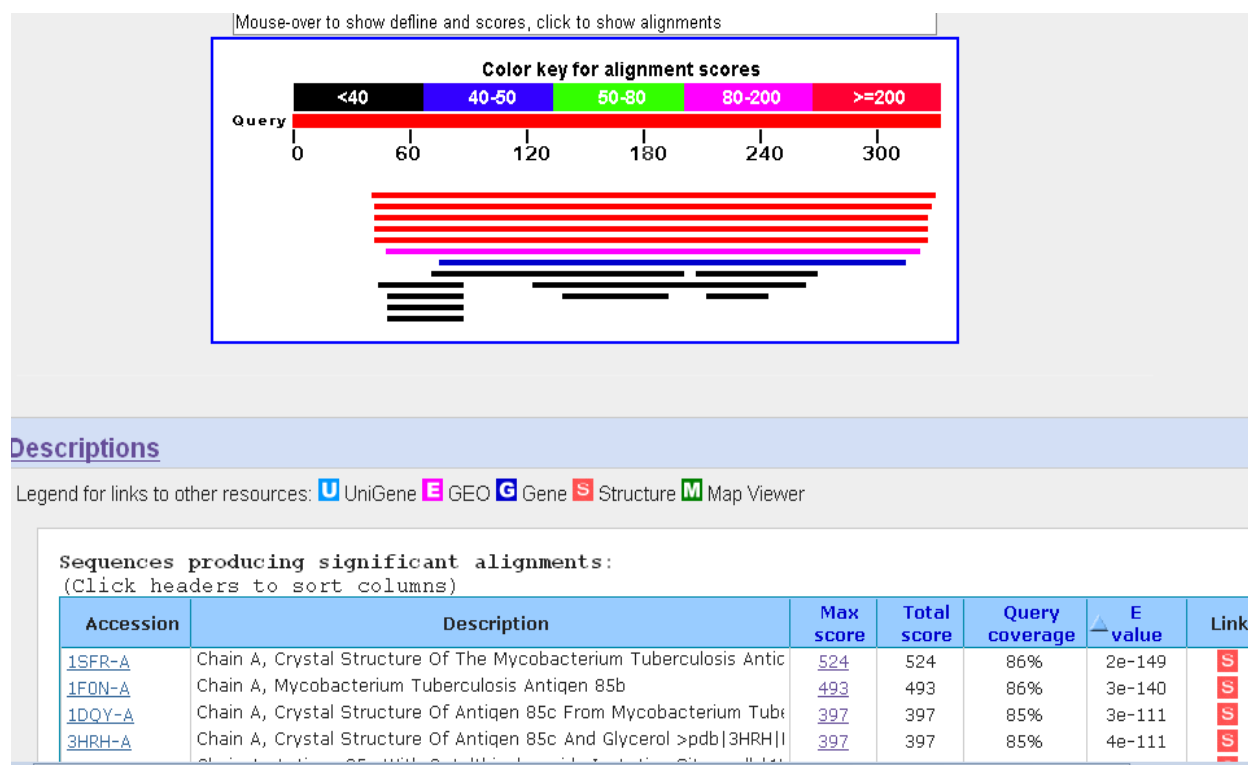 Mouse-over to show defline and scores, click to show alignments
Color key for alignment scores
<40 40-50 50-80 80-200 >=200
Query
0 60 120 180 240 300
Descriptions
Legend for links to other resources: U UniGene E GEO G Gene S Structure M Map Viewer
Sequences producing significant alignments:
(Click headers to sort columns)
Accession Description Max score Total score Query coverage E value Link
1SFR-A Chain A, Crystal Structure Of The Mycobacterium Tuberculosis Antic 524 524 86% 2e-149 S
1F0N-A Chain A, Mycobacterium Tuberculosis Antigen 85b 493 493 86% 3e-140 S
1DQY-A Chain A, Crystal Structure Of Antigen 85c From Mycobacterium Tube 397 397 85% 3e-111 S
3HRH-A Chain A, Crystal Structure Of Antigen 85c And Glycerol >pdb|3HRH|I 397 397 85% 4e-111 S